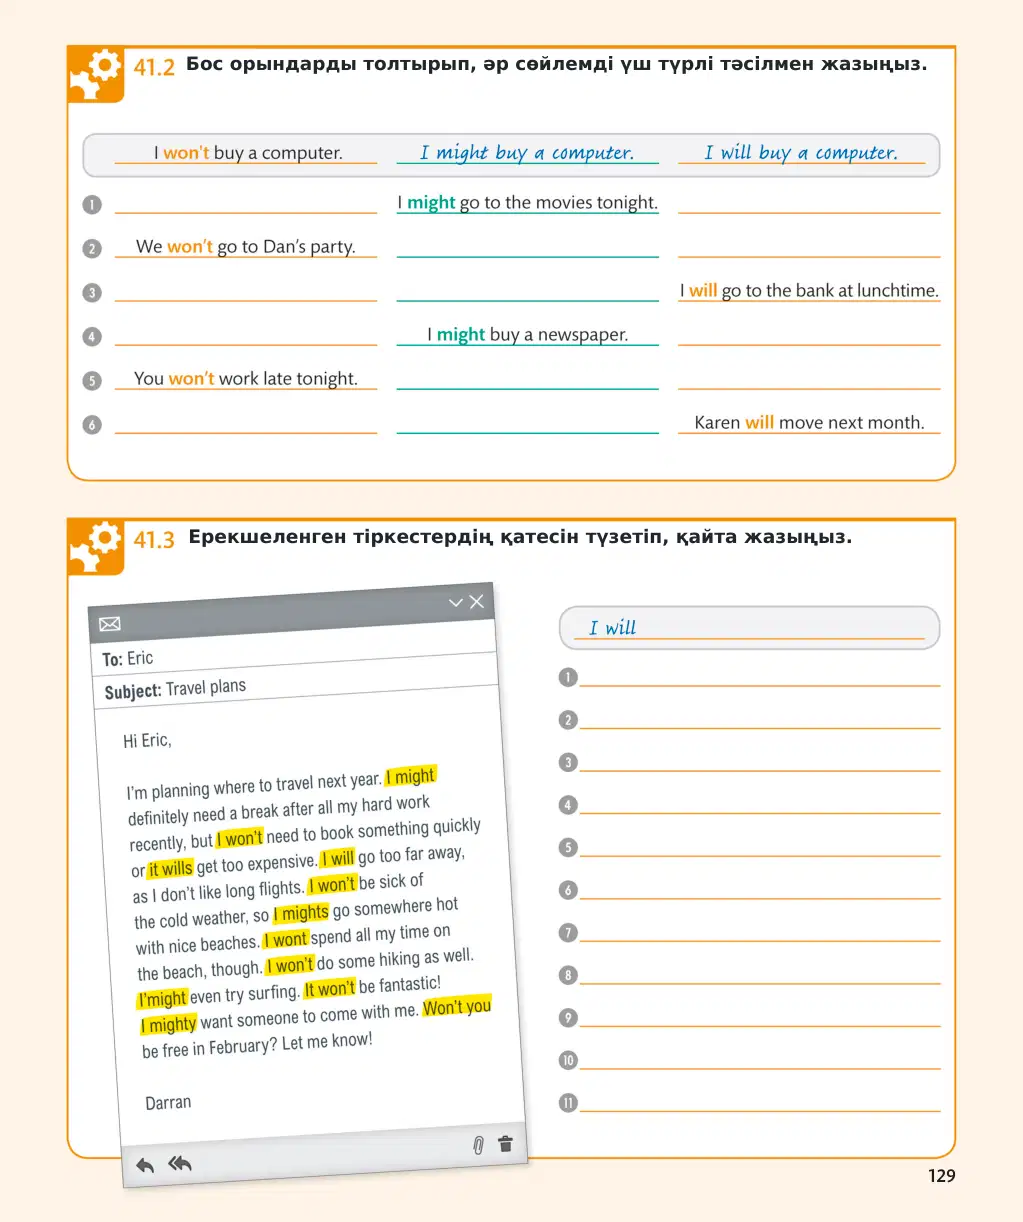 41.2 Бос орындарды толтырып, әр сөйлемді үш түрлі тәсілмен жазыңыз.
I won't buy a computer. I might buy a computer. I will buy a computer.
1 I might go to the movies tonight.
2 We won’t go to Dan’s party.
3 I will go to the bank at lunchtime.
4 I might buy a newspaper.
5 You won’t work late tonight.
6 Karen will move next month.
41.3 Ерекшеленген тіркестердің қатесін түзетіп, қайта жазыңыз.
To: Eric
Subject: Travel plans
Hi Eric,
I’m planning where to travel next year. I might
definitely need a break after all my hard work
recently, but I won’t need to book something quickly
or it wills get too expensive. I will go too far away,
as I don’t like long flights. I won’t be sick of
the cold weather, so I mights go somewhere hot
with nice beaches. I wont spend all my time on
the beach, though. I won’t do some hiking as well.
I’might even try surfing. It won’t be fantastic!
I mighty want someone to come with me. Won’t you
be free in February? Let me know!
Darran
I will
1
2
3
4
5
6
7
8
9
10
11
129